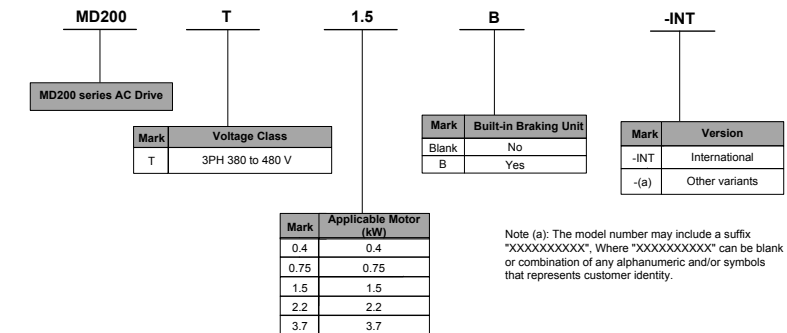 MD200 T 1.5 B -INT
MD200 series AC Drive
Mark Voltage Class
T 3PH 380 to 480 V
Mark Built-in Braking Unit
Blank No
B Yes
Mark Version
-INT International
-(a) Other variants
Mark Applicable Motor
(kW)
0.4 0.4
0.75 0.75
1.5 1.5
2.2 2.2
3.7 3.7
Note (a): The model number may include a suffix
"XXXXXXXXXX", Where "XXXXXXXXXX" can be blank
or combination of any alphanumeric and/or symbols
that represents customer identity.